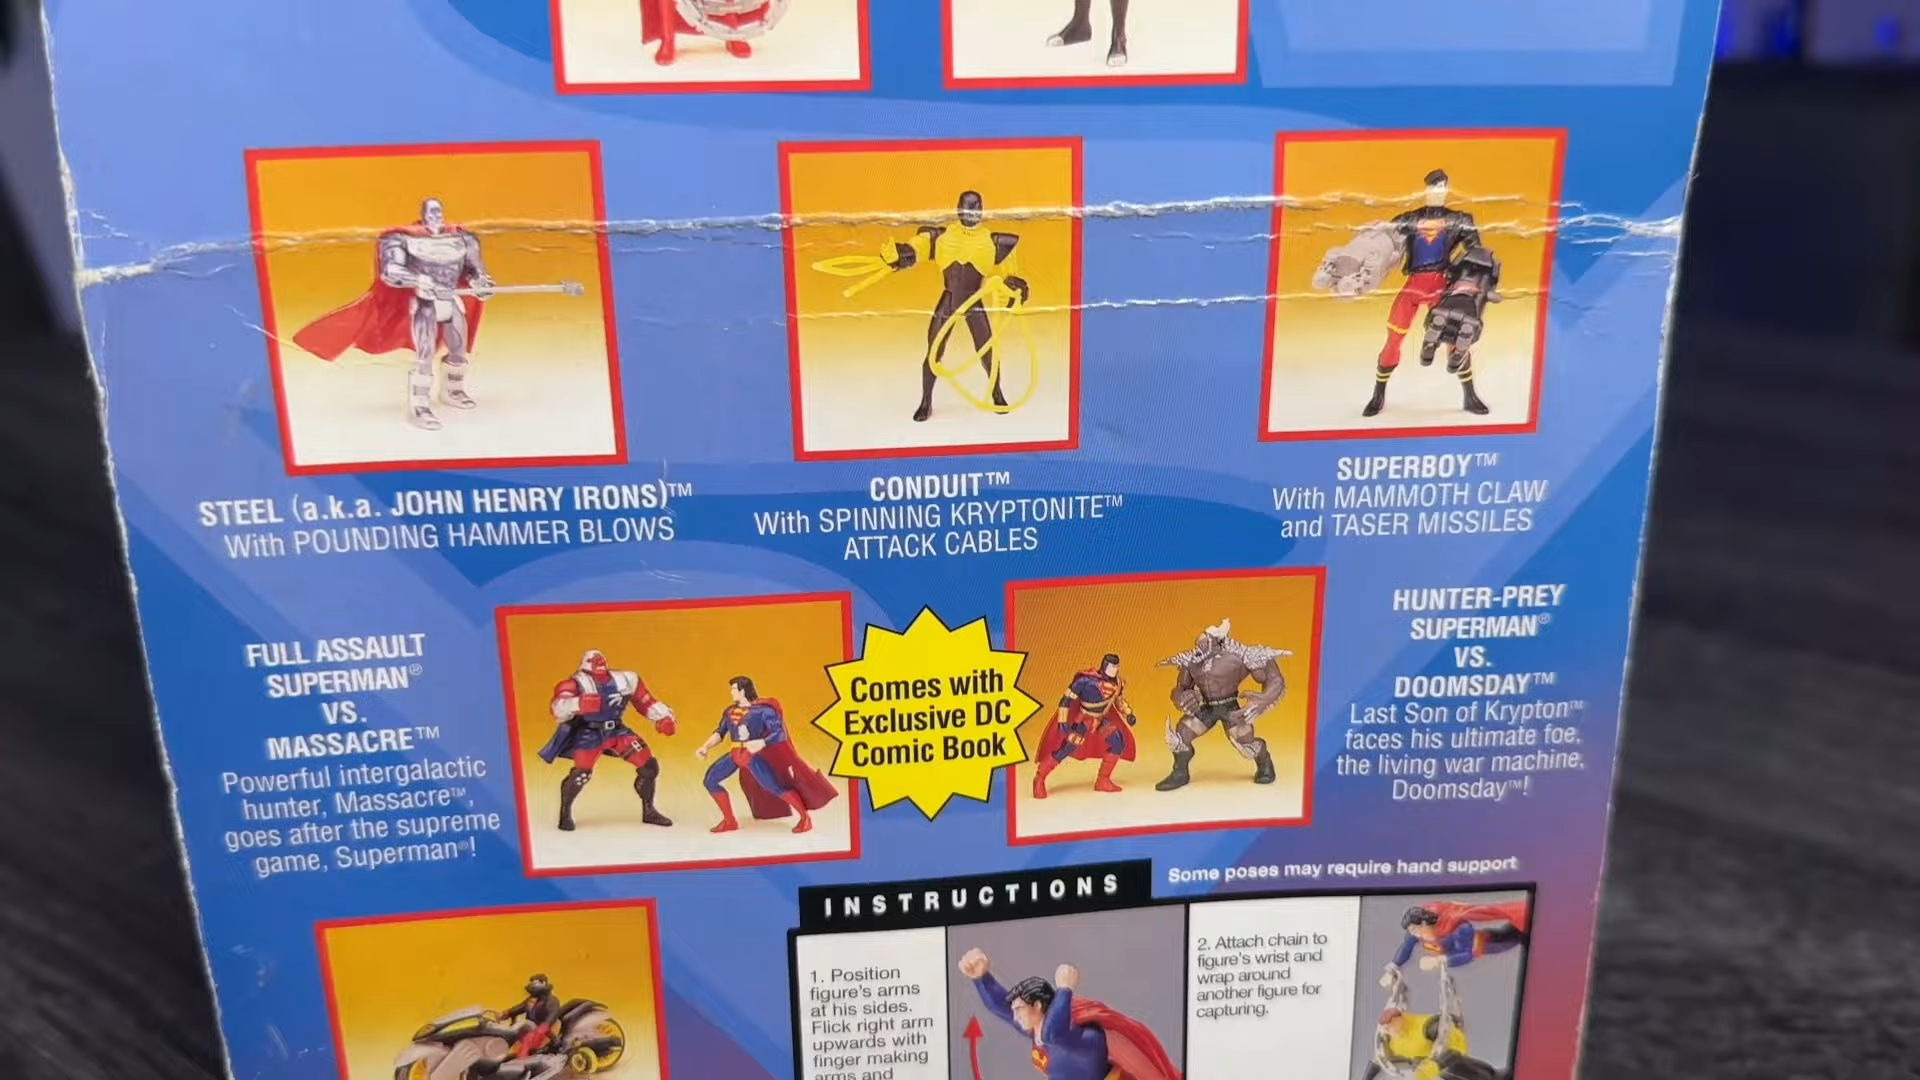 STEEL (a.k.a. JOHN HENRY IRONS)™
With POUNDING HAMMER BLOWS
CONDUIT™
With SPINNING KRYPTONITE™
ATTACK CABLES
SUPERBOY™
With MAMMOTH CLAW
and TASER MISSILES
FULL ASSAULT
SUPERMAN®
VS.
MASSACRE™
Powerful intergalactic
hunter, Massacre™,
goes after the supreme
game, Superman®!
Comes with
Exclusive DC
Comic Book
HUNTER-PREY
SUPERMAN®
VS.
DOOMSDAY™
Last Son of Krypton™
faces his ultimate foe,
the living war machine,
Doomsday™!
INSTRUCTIONS
Some poses may require hand support
1. Position
figure's arms
at his sides.
Flick right arm
upwards with
finger making
arms and
2. Attach chain to
figure's wrist and
wrap around
another figure for
capturing.